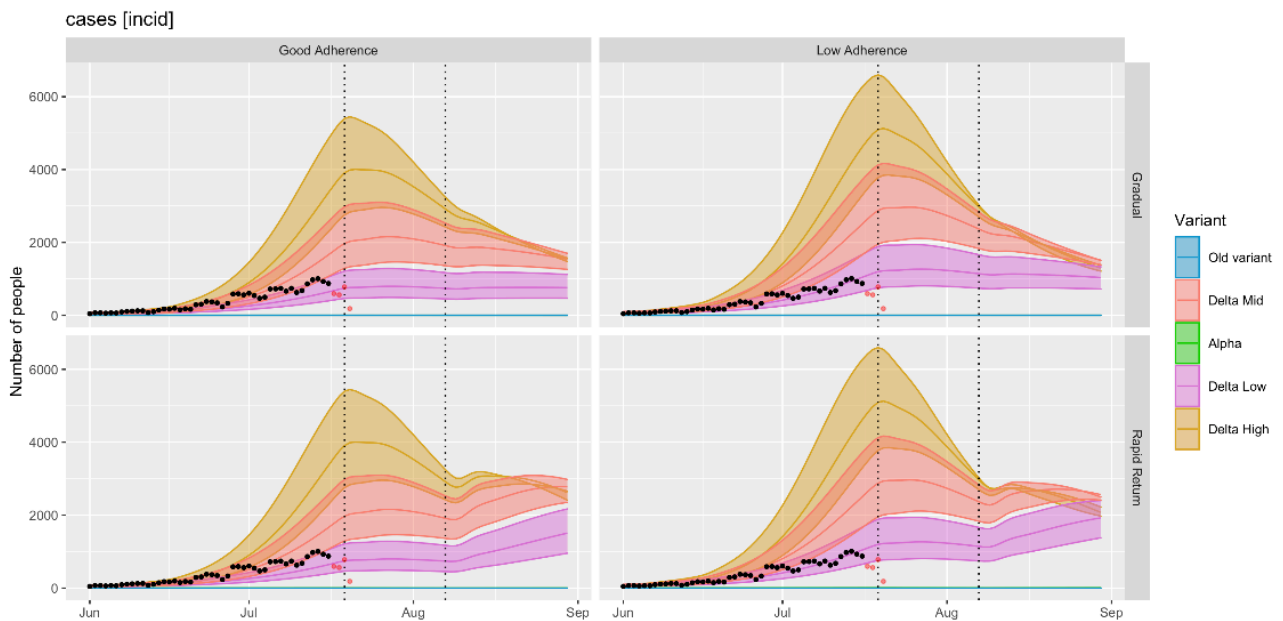 cases [incid]
Good Adherence
Low Adherence
Number of people
6000
4000
2000
0
Gradual
6000
4000
2000
0
Rapid Return
Jun
Jul
Aug
Sep
Jun
Jul
Aug
Sep
Variant
Old variant
Delta Mid
Alpha
Delta Low
Delta High